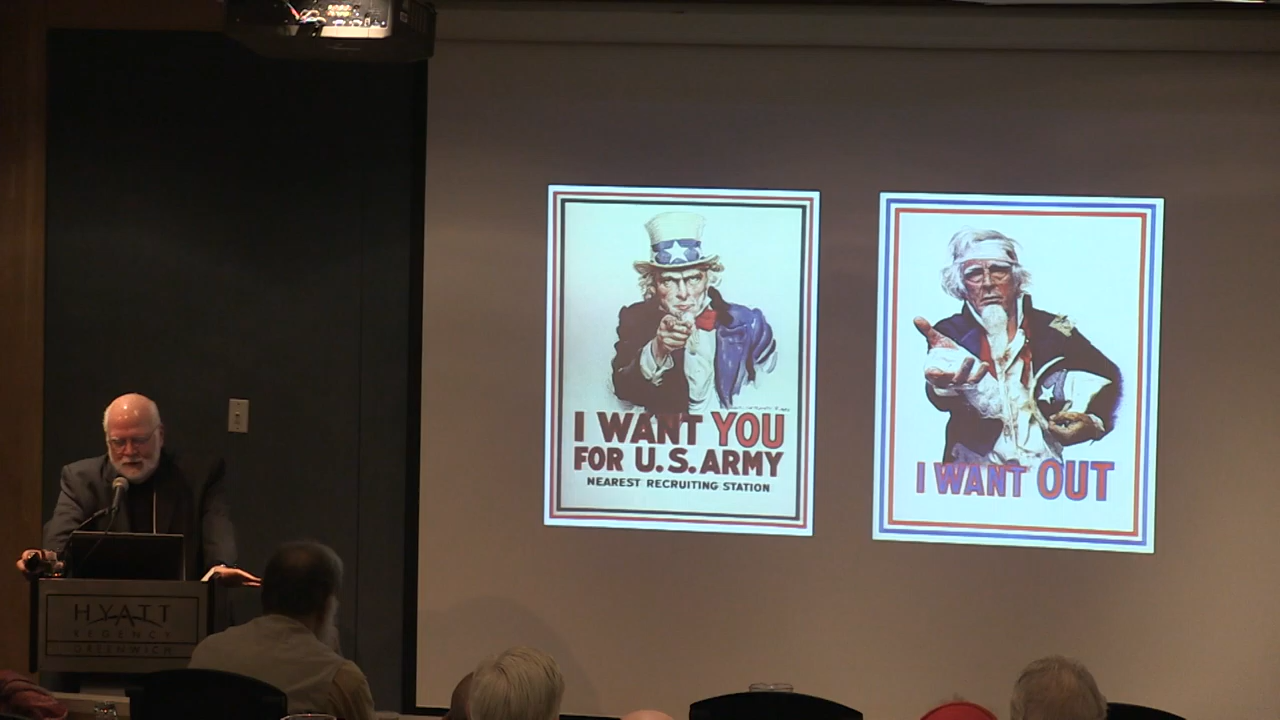 I WANT YOU
FOR U.S. ARMY
NEAREST RECRUITING STATION
I WANT OUT
HYATT
REGENCY
GREENWICH